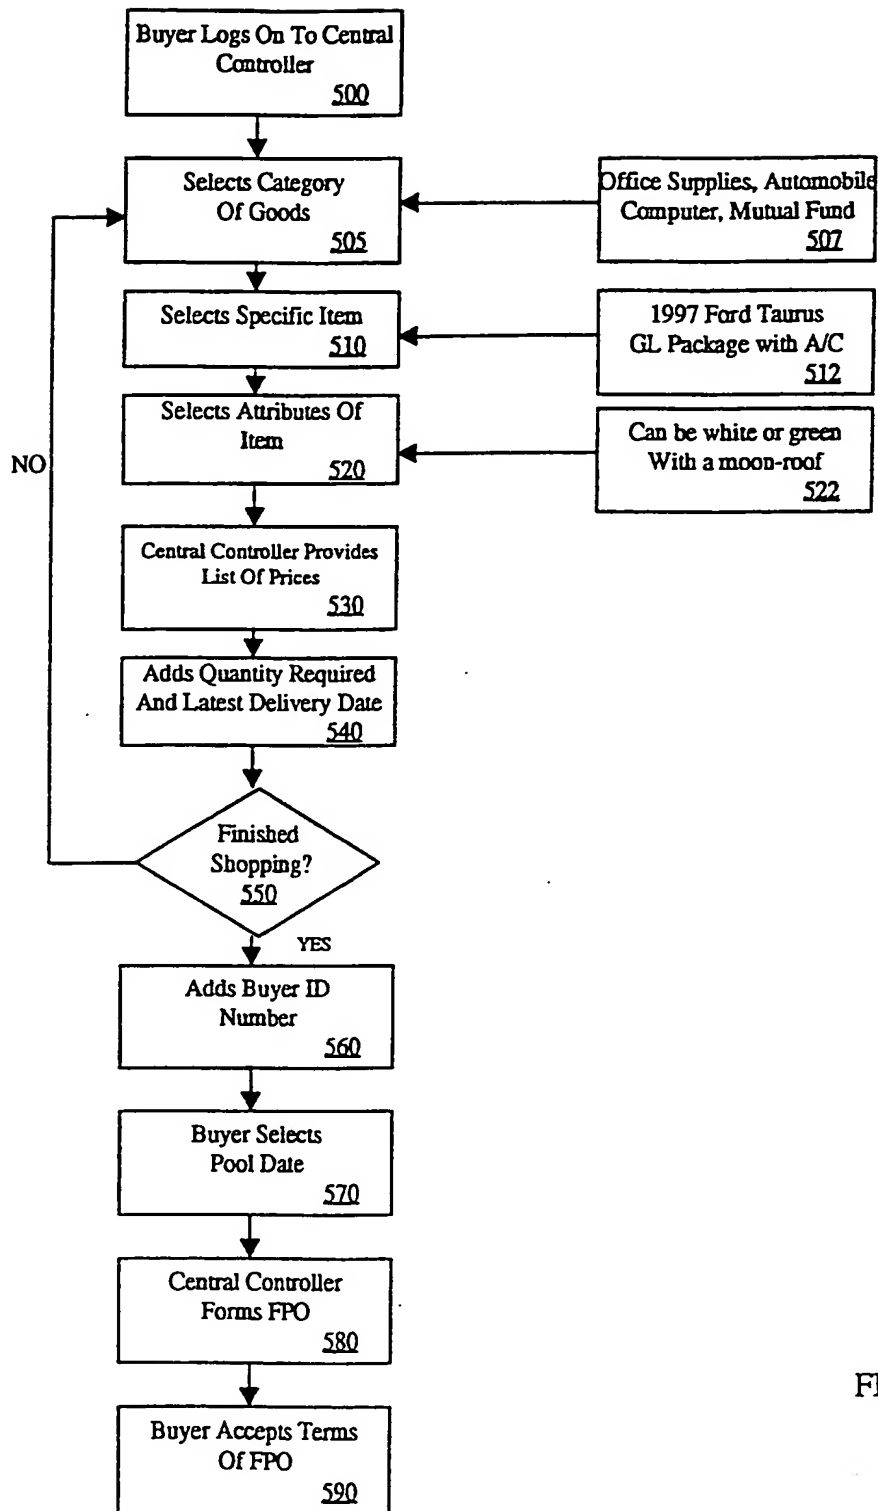 Buyer Logs On To Central
Controller
500
Selects Category
Of Goods
505
Office Supplies, Automobile
Computer, Mutual Fund
507
Selects Specific Item
510
1997 Ford Taurus
GL Package with A/C
512
Selects Attributes Of
Item
520
Can be white or green
With a moon-roof
522
NO
Central Controller Provides
List Of Prices
530
Adds Quantity Required
And Latest Delivery Date
540
Finished
Shopping?
550
YES
Adds Buyer ID
Number
560
Buyer Selects
Pool Date
570
Central Controller
Forms FPO
580
Buyer Accepts Terms
Of FPO
590